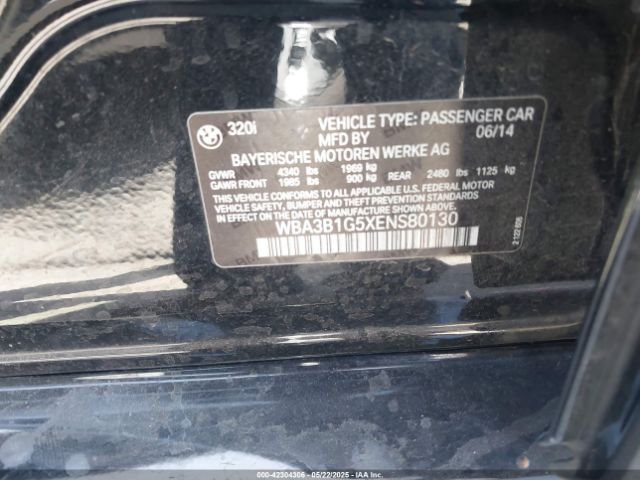 320i
VEHICLE TYPE: PASSENGER CAR
MFD BY 06/14
BAYERISCHE MOTOREN WERKE AG
GVWR 4340 lbs 1969 kg
GAWR FRONT 1985 lbs 900 kg REAR 2480 lbs 1125 kg
THIS VEHICLE CONFORMS TO ALL APPLICABLE U.S. FEDERAL MOTOR
VEHICLE SAFETY, BUMPER AND THEFT PREVENTION STANDARDS
IN EFFECT ON THE DATE OF MANUFACTURE SHOWN ABOVE.
WBA3B1G5XENS80130
000-42304306 - 05/22/2025 - IAAI.COM